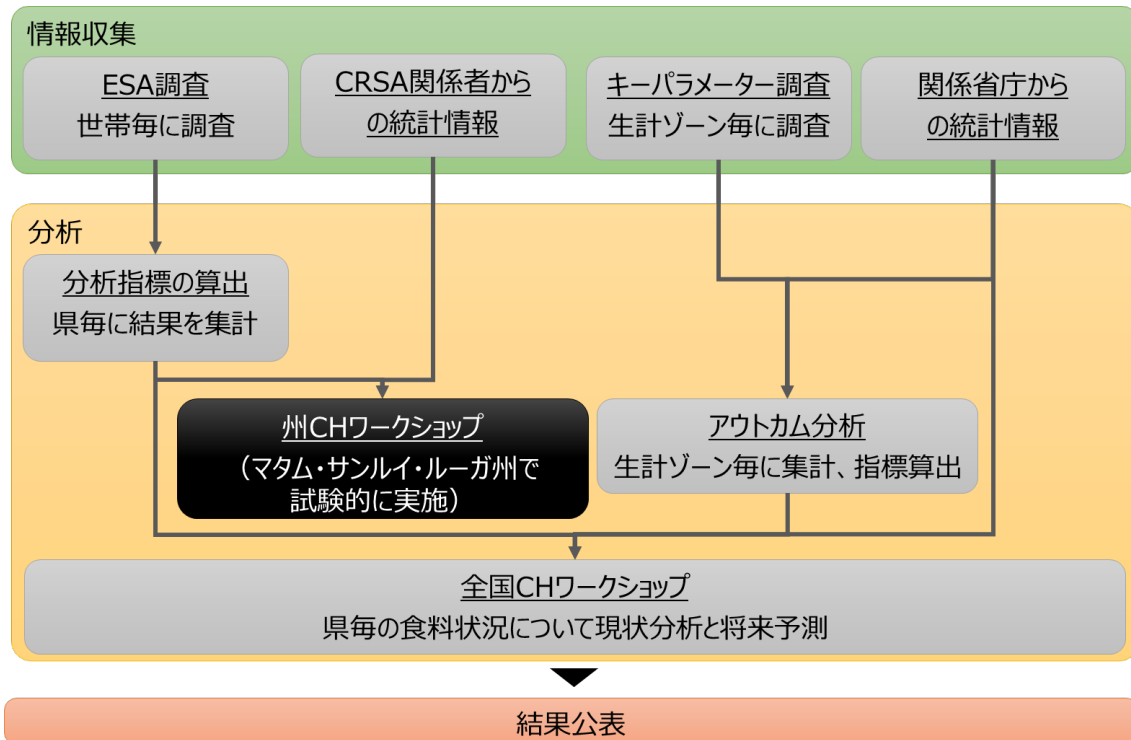 情報収集
ESA調査
世帯毎に調査
CRSA関係者から
の統計情報
キーパラメーター調査
生計ゾーン毎に調査
関係省庁から
の統計情報
分析
分析指標の算出
県毎に結果を集計
州CHワークショップ
（マタム・サンルイ・ルーガ州で
試験的に実施）
アウトカム分析
生計ゾーン毎に集計、指標算出
全国CHワークショップ
県毎の食料状況について現状分析と将来予測
結果公表